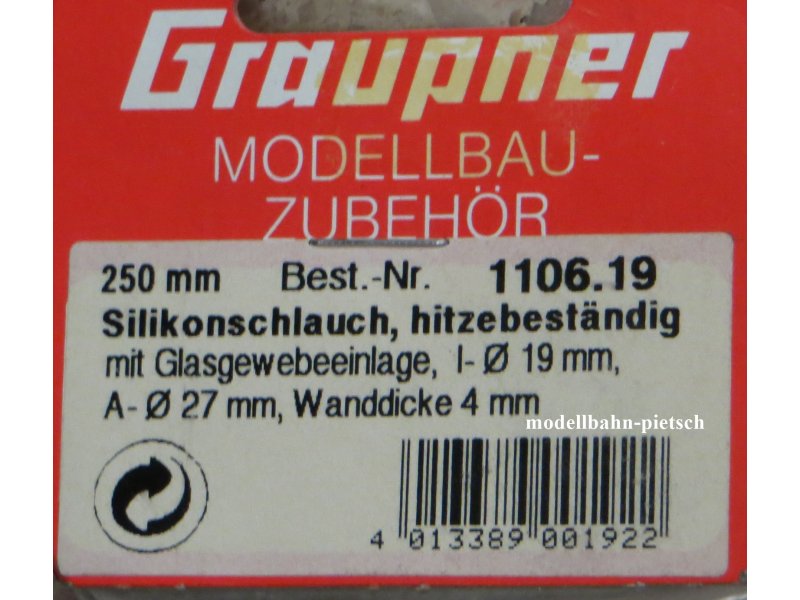 Graupner
MODELLBAU-
ZUBEHÖR
250 mm Best.-Nr. 1106.19
Silikonschlauch, hitzebeständig
mit Glasgewebeeinlage, I- Ø 19 mm,
A- Ø 27 mm, Wanddicke 4 mm
modellbahn-pietsch
4 013389 001922